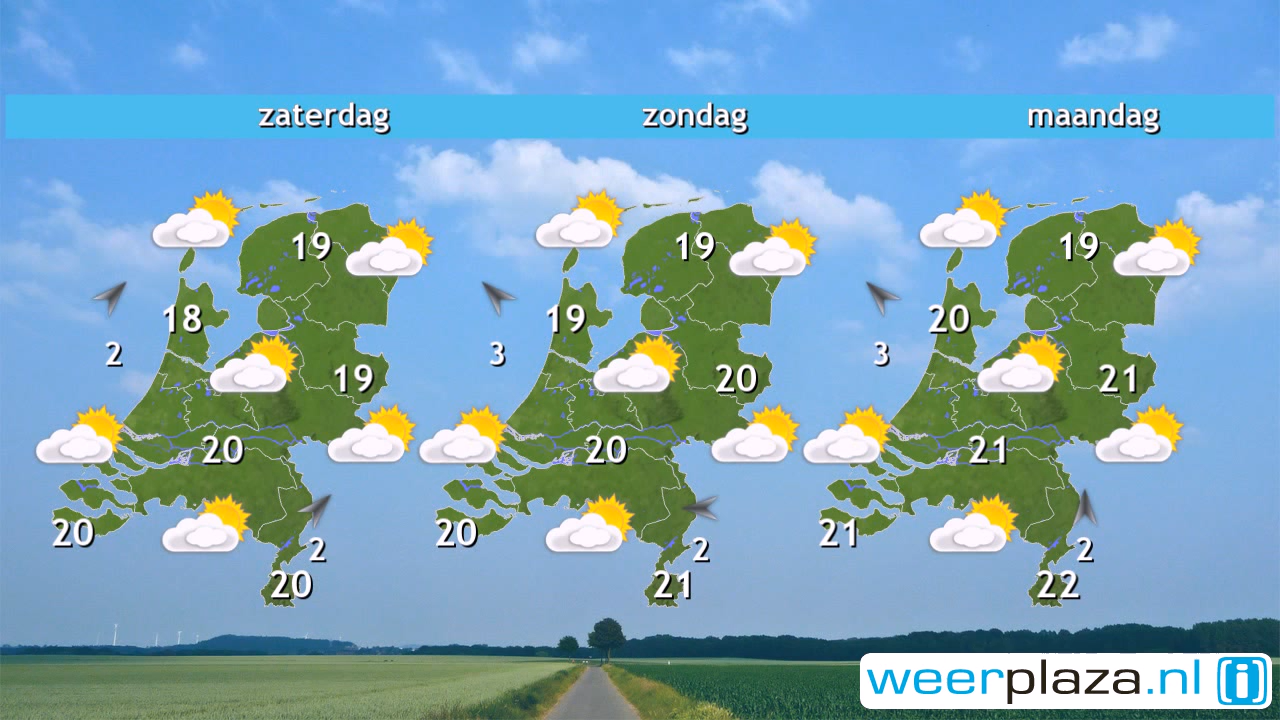 zaterdag zondag maandag
19 19 19
18 19 20
2 3 3
19 20 21
20 20 21
20 20 21
2 2 2
20 21 22
weerplaza.nl i